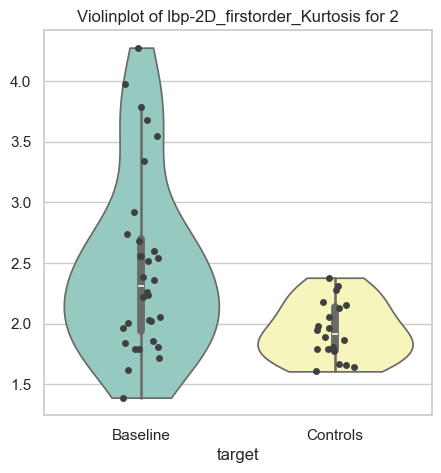 Violinplot of lbp-2D_firstorder_Kurtosis for 2
4.0
3.5
3.0
2.5
2.0
1.5
Baseline Controls
target